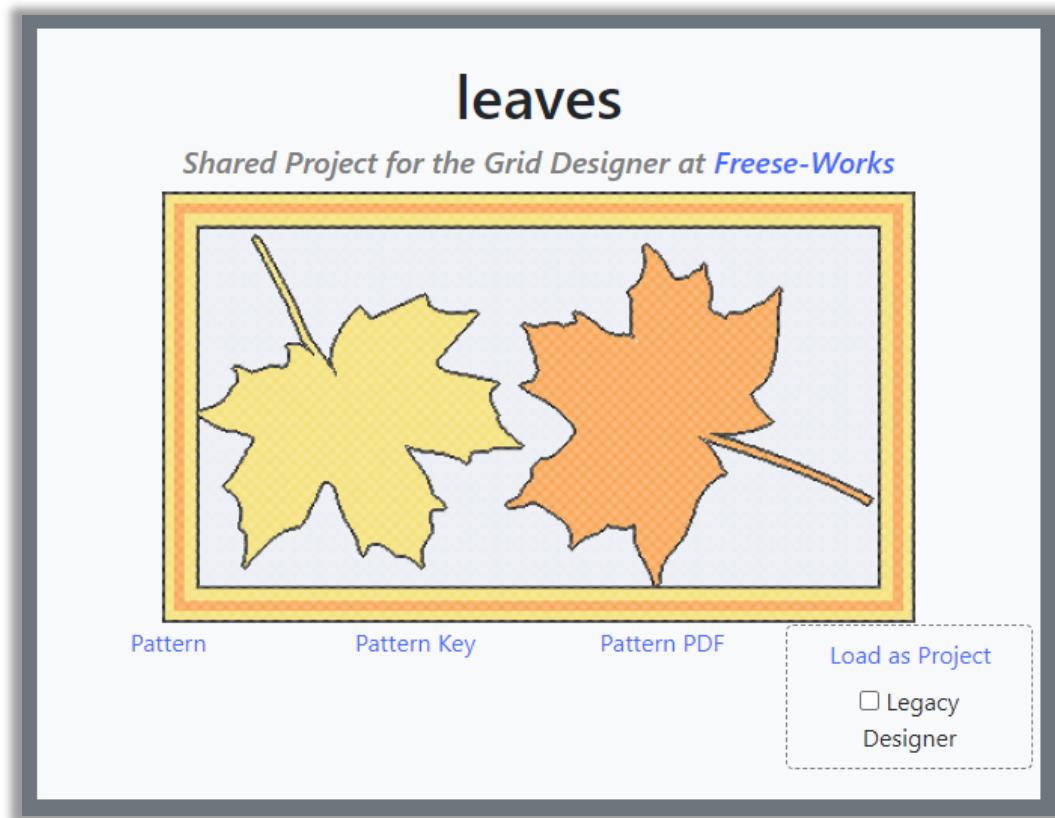 leaves
Shared Project for the Grid Designer at Freese-Works
Pattern
Pattern Key
Pattern PDF
Load as Project
Legacy
Designer